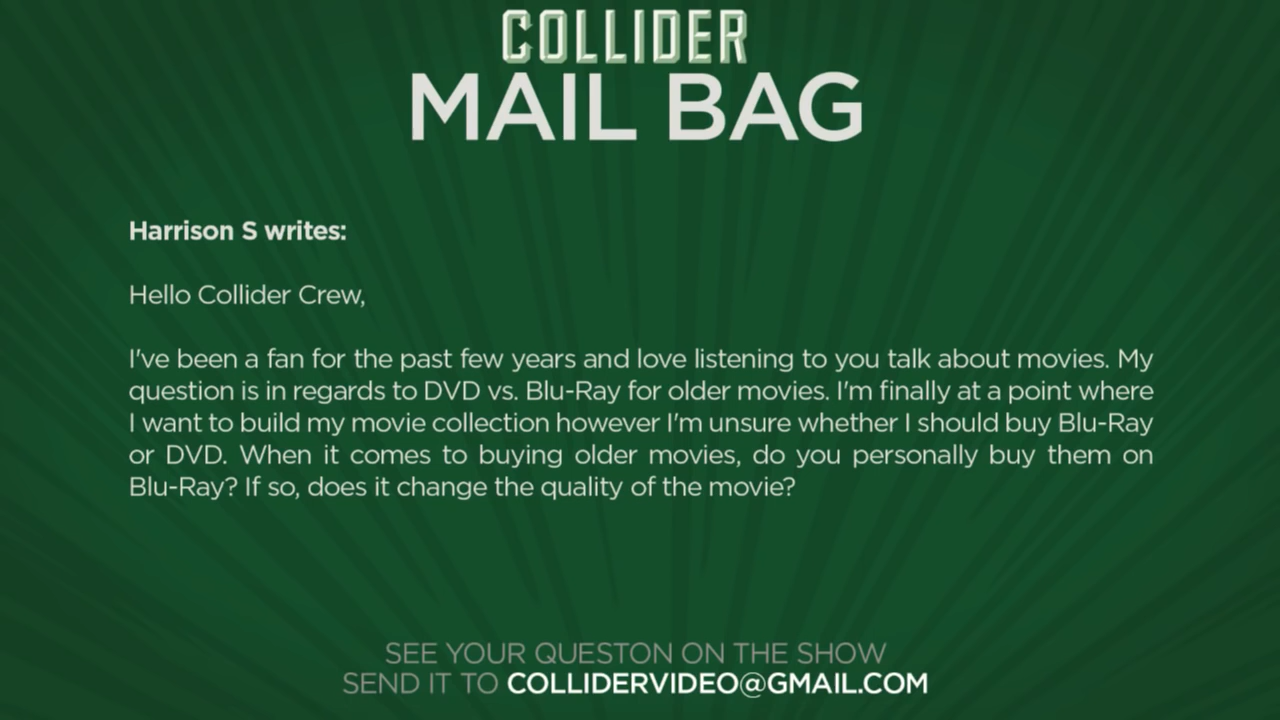 COLLIDER
MAIL BAG
Harrison S writes:
Hello Collider Crew,
I've been a fan for the past few years and love listening to you talk about movies. My
question is in regards to DVD vs. Blu-Ray for older movies. I'm finally at a point where
I want to build my movie collection however I'm unsure whether I should buy Blu-Ray
or DVD. When it comes to buying older movies, do you personally buy them on
Blu-Ray? If so, does it change the quality of the movie?
SEE YOUR QUESTON ON THE SHOW
SEND IT TO COLLIDERVIDEO@GMAIL.COM